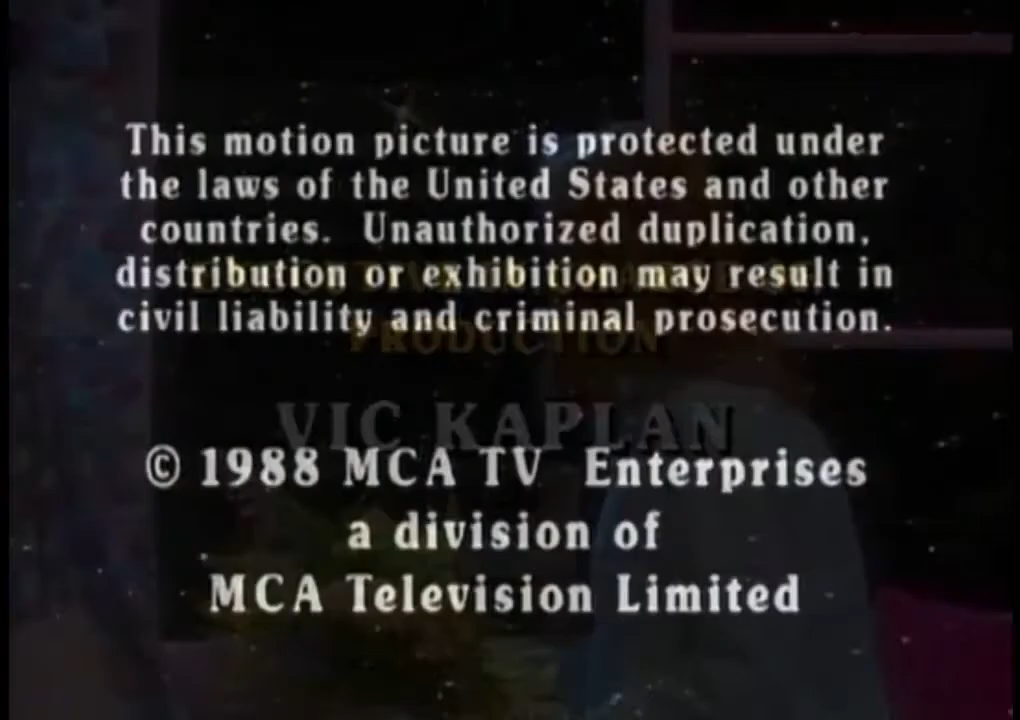 This motion picture is protected under
the laws of the United States and other
countries. Unauthorized duplication,
distribution or exhibition may result in
civil liability and criminal prosecution.
PRODUCTION
VIC KAPLAN
© 1988 MCA TV Enterprises
a division of
MCA Television Limited